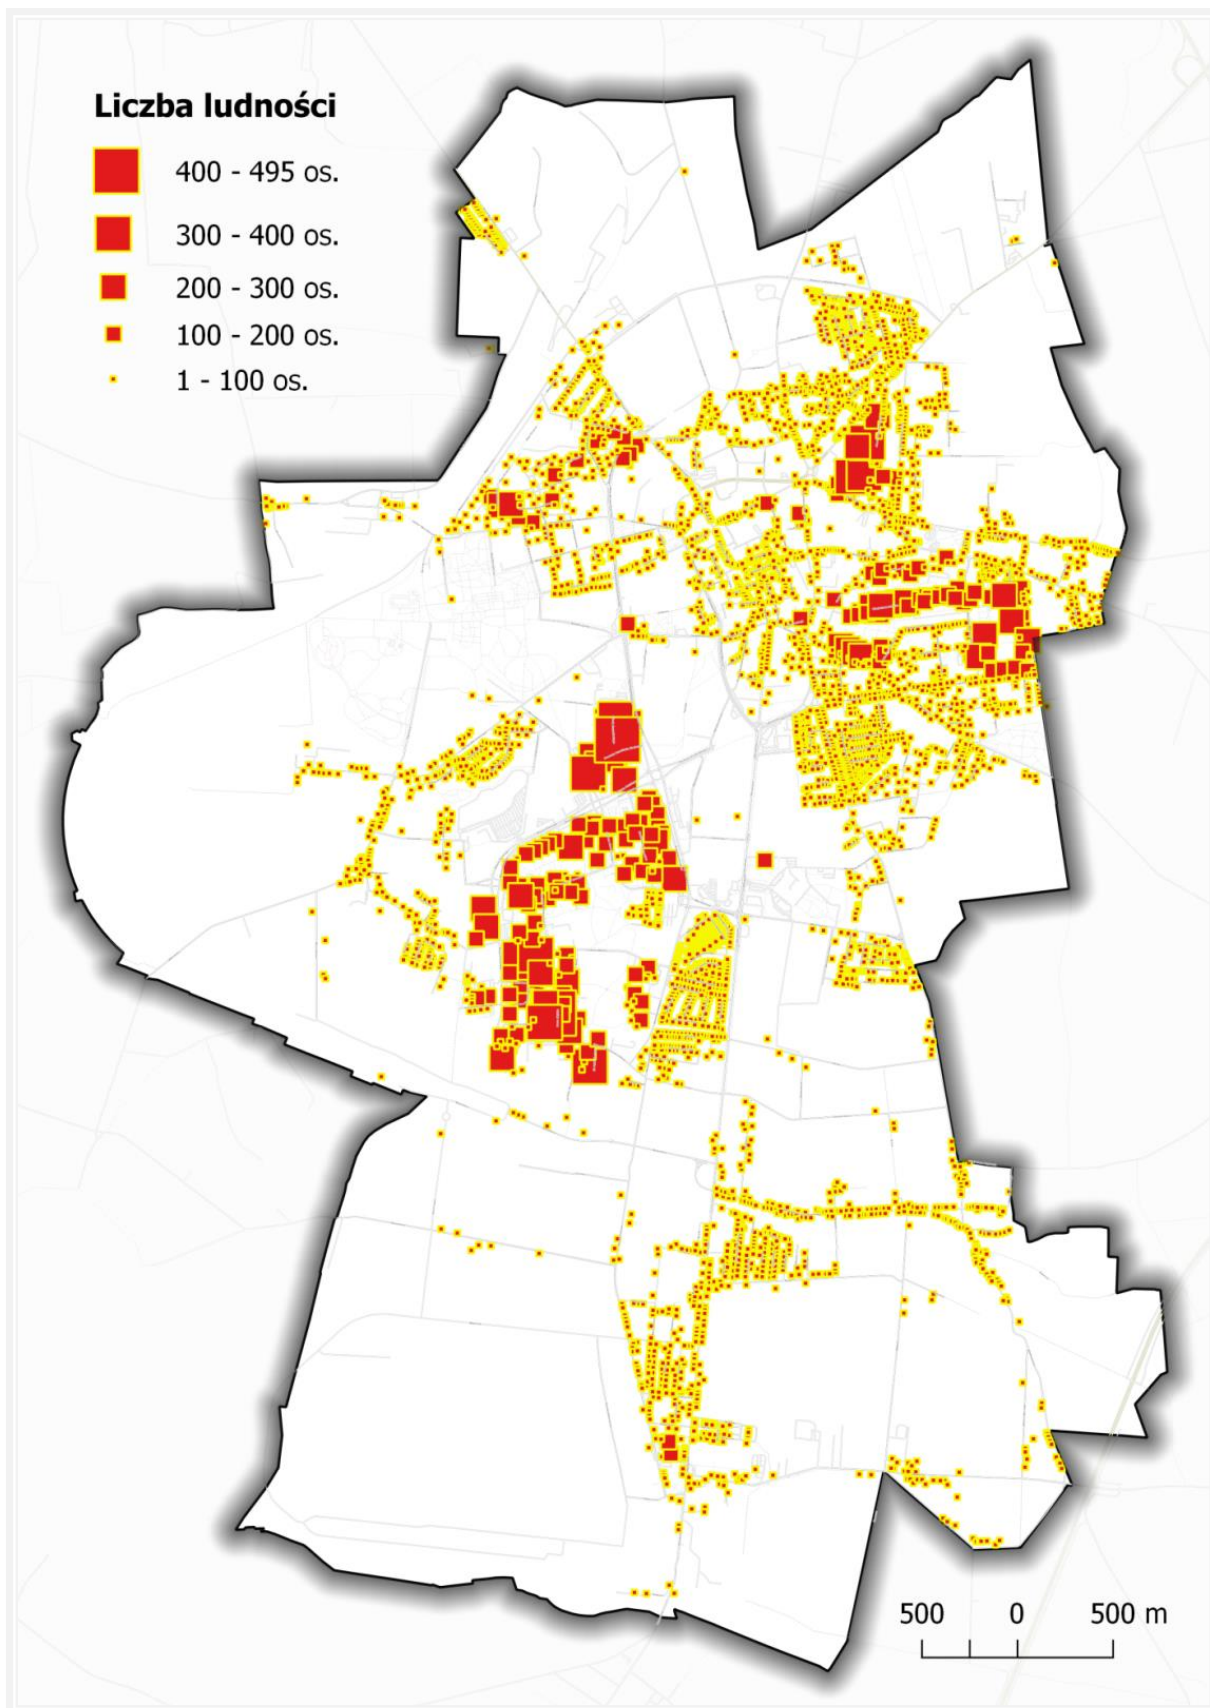 Liczba ludności
400 - 495 os.
300 - 400 os.
200 - 300 os.
100 - 200 os.
1 - 100 os.
500 0 500 m